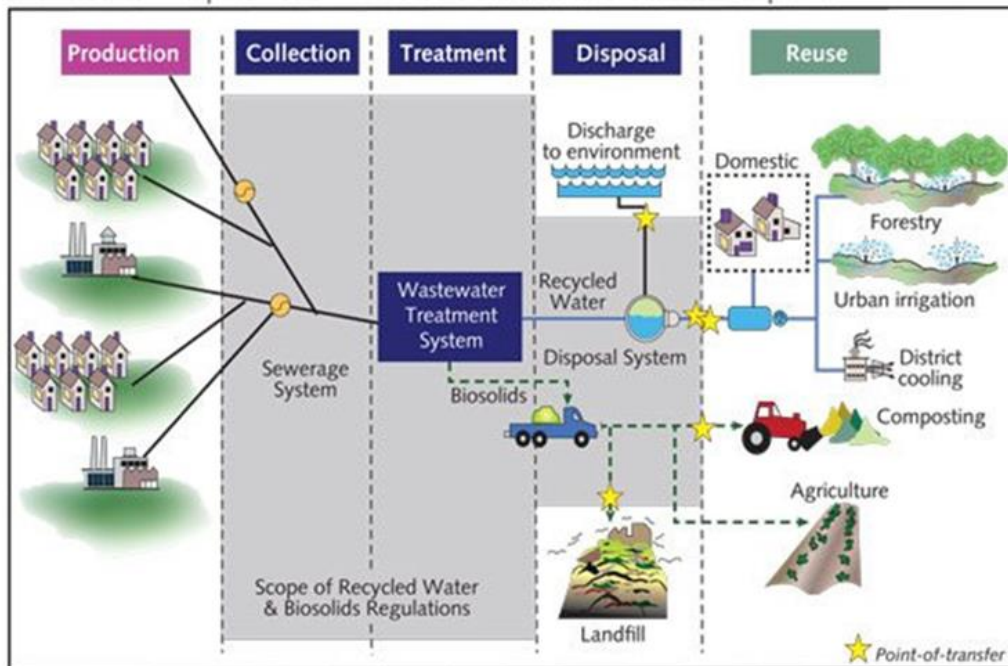 Production
Collection
Treatment
Disposal
Reuse
Discharge
to environment
Domestic
Forestry
Urban irrigation
District
cooling
Wastewater
Treatment
System
Recycled
Water
Disposal System
Sewerage
System
Biosolids
Composting
Agriculture
Scope of Recycled Water
& Biosolids Regulations
Landfill
Point-of-transfer